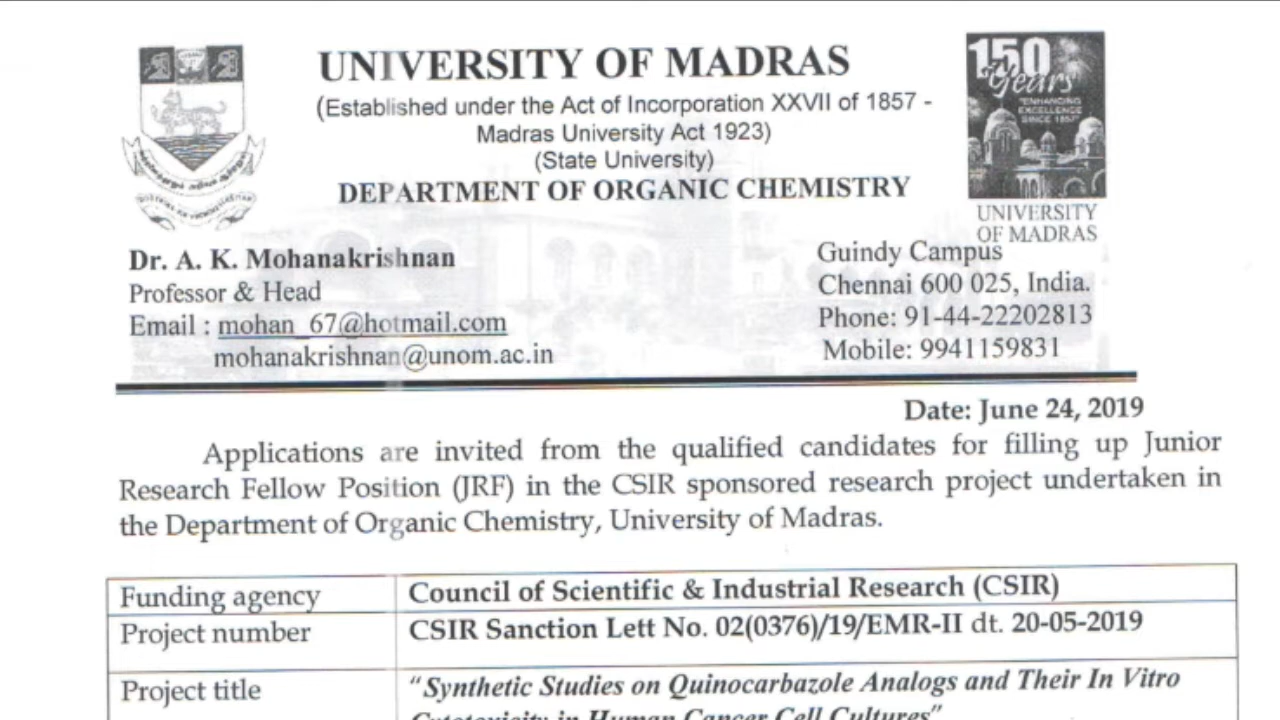 UNIVERSITY OF MADRAS
(Established under the Act of Incorporation XXVII of 1857 -
Madras University Act 1923)
(State University)
DEPARTMENT OF ORGANIC CHEMISTRY
150
Years
"ENHANCING
EXCELLENCE
SINCE 1857"
UNIVERSITY
OF MADRAS
Dr. A. K. Mohanakrishnan
Professor & Head
Email : mohan_67@hotmail.com
mohanakrishnan@unom.ac.in
Guindy Campus
Chennai 600 025, India.
Phone: 91-44-22202813
Mobile: 9941159831
Date: June 24, 2019
Applications are invited from the qualified candidates for filling up Junior
Research Fellow Position (JRF) in the CSIR sponsored research project undertaken in
the Department of Organic Chemistry, University of Madras.
Funding agency Council of Scientific & Industrial Research (CSIR)
Project number CSIR Sanction Lett No. 02(0376)/19/EMR-II dt. 20-05-2019
Project title "Synthetic Studies on Quinocarbazole Analogs and Their In Vitro
Cytotoxicity in Human Cancer Cell Cultures"